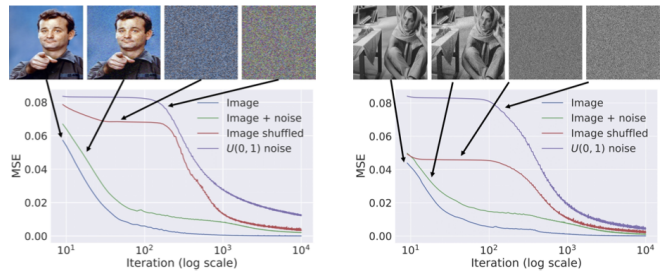 0.08
0.06
0.04
0.02
0.00
MSE
Image
Image + noise
Image shuffled
U(0, 1) noise
10¹ 10² 10³ 10⁴
Iteration (log scale)
0.08
0.06
0.04
0.02
0.00
MSE
Image
Image + noise
Image shuffled
U(0, 1) noise
10¹ 10² 10³ 10⁴
Iteration (log scale)